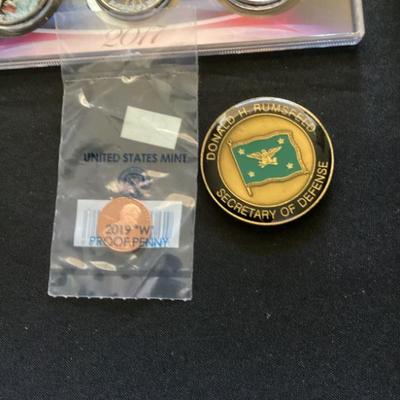 2017
UNITED STATES MINT
2019 "W"
PROOF PENNY
DONALD H. RUMSFELD
SECRETARY OF DEFENSE